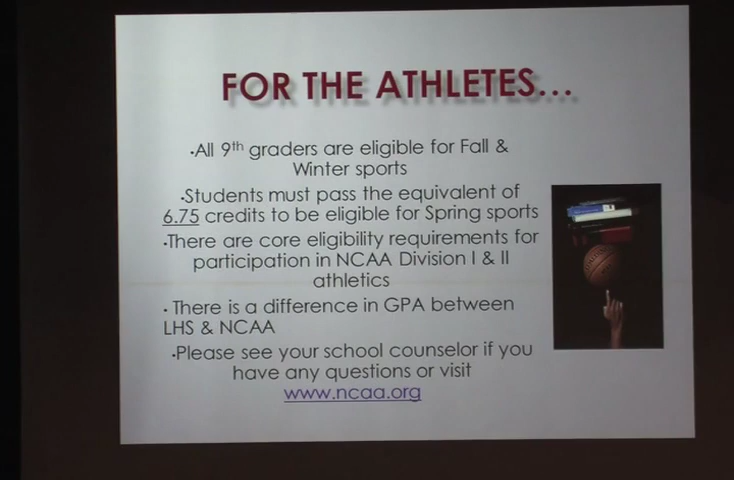 FOR THE ATHLETES...
•All 9th graders are eligible for Fall &
Winter sports
•Students must pass the equivalent of
6.75 credits to be eligible for Spring sports
•There are core eligibility requirements for
participation in NCAA Division I & II
athletics
• There is a difference in GPA between
LHS & NCAA
•Please see your school counselor if you
have any questions or visit
www.ncaa.org